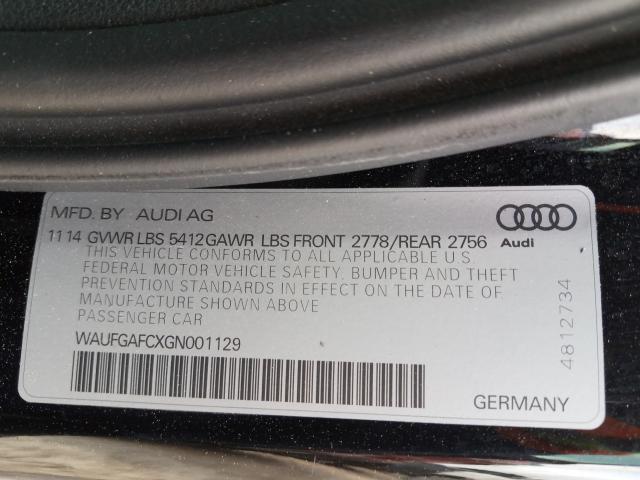 MFD. BY AUDI AG
11 14 GVWR LBS 5412 GAWR LBS FRONT 2778/REAR 2756 Audi
THIS VEHICLE CONFORMS TO ALL APPLICABLE U.S
FEDERAL MOTOR VEHICLE SAFETY. BUMPER AND THEFT
PREVENTION STANDARDS IN EFFECT ON THE DATE OF
MANUFACTURE SHOWN ABOVE
PASSENGER CAR
WAUFGAFCXGN001129
GERMANY
4812734